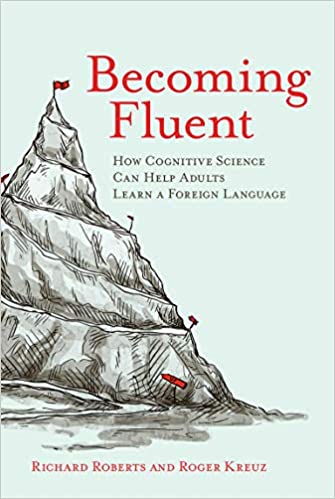 Becoming
Fluent
How Cognitive Science
Can Help Adults
Learn a Foreign Language
Richard Roberts and Roger Kreuz